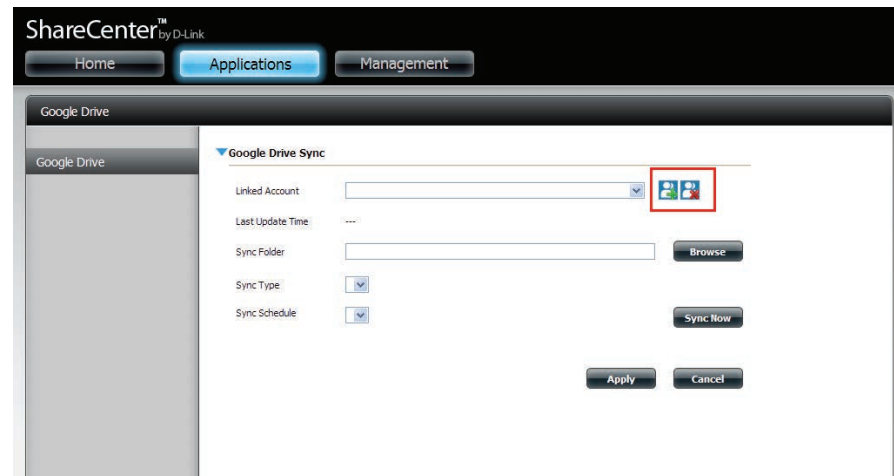 ShareCenter™ by D-Link
Home Applications Management
Google Drive
Google Drive
Google Drive Sync
Linked Account
Last Update Time ---
Sync Folder Browse
Sync Type
Sync Schedule Sync Now
Apply Cancel